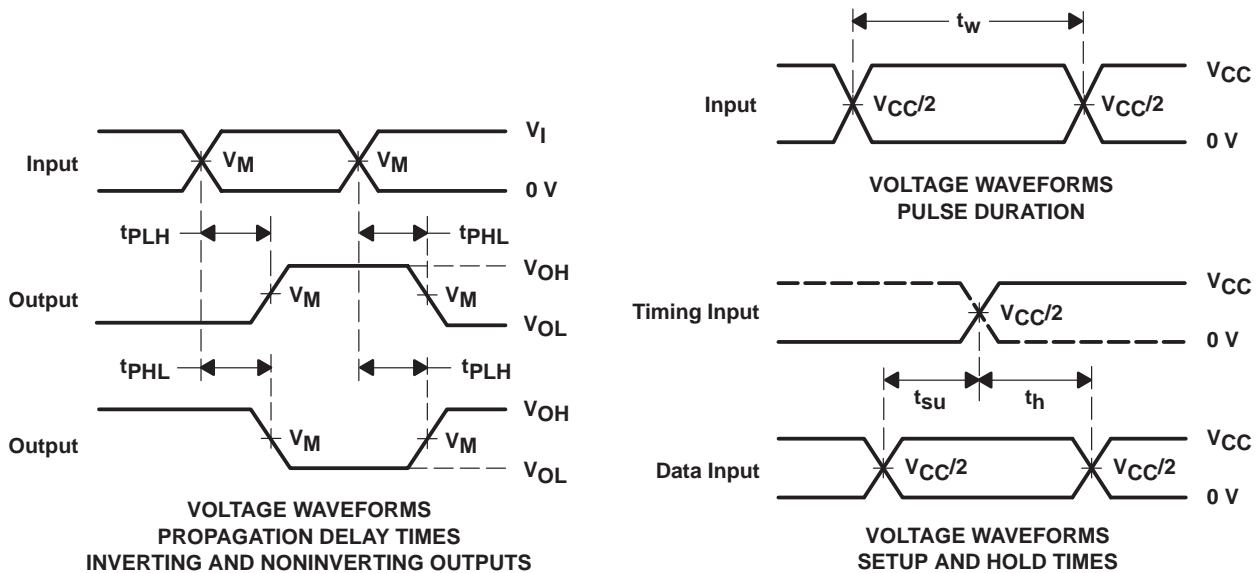 Input
V_I
V_M
V_M
0 V
t_PLH
t_PHL
Output
V_OH
V_M
V_M
V_OL
t_PHL
t_PLH
Output
V_OH
V_M
V_M
V_OL
VOLTAGE WAVEFORMS
PROPAGATION DELAY TIMES
INVERTING AND NONINVERTING OUTPUTS
t_w
Input
V_CC
V_CC/2
V_CC/2
0 V
VOLTAGE WAVEFORMS
PULSE DURATION
Timing Input
V_CC
V_CC/2
0 V
t_su
t_h
Data Input
V_CC
V_CC/2
V_CC/2
0 V
VOLTAGE WAVEFORMS
SETUP AND HOLD TIMES